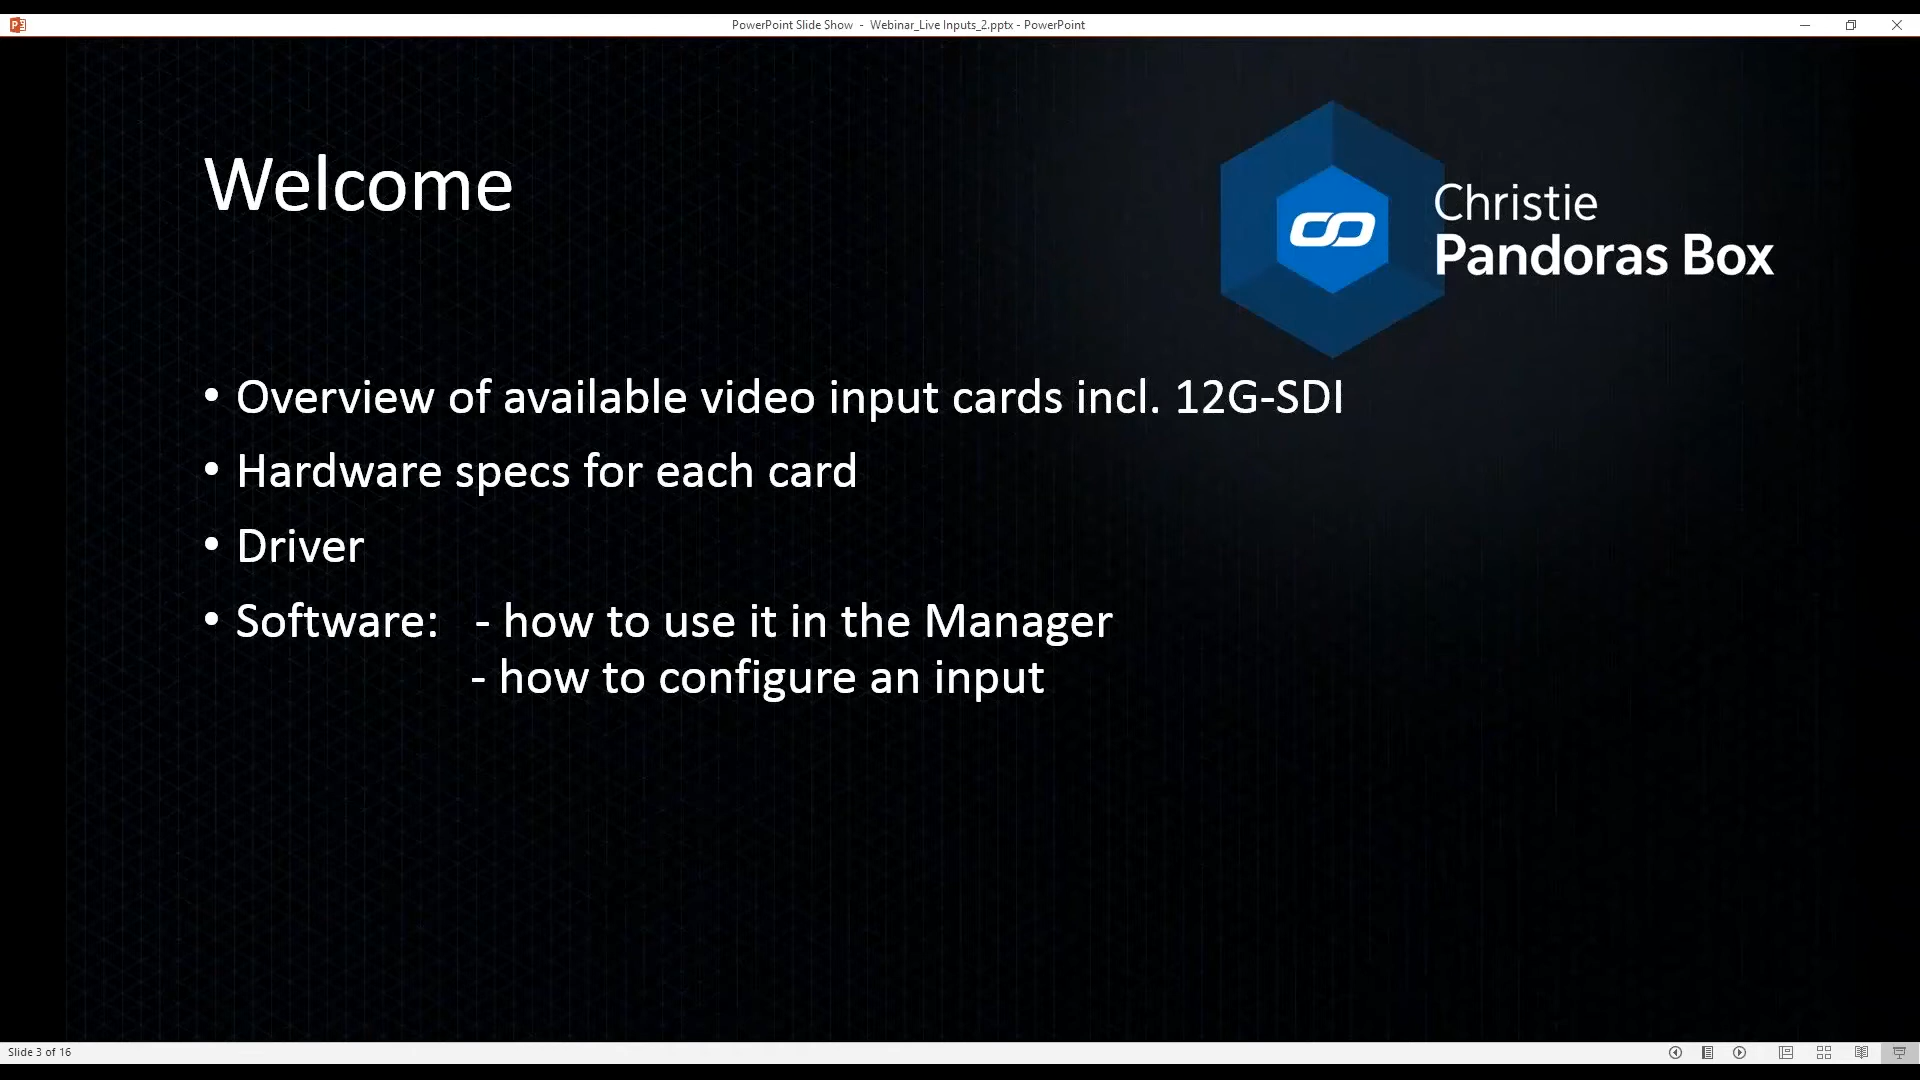 PowerPoint Slide Show - Webinar_Live Inputs_2.pptx - PowerPoint
Welcome
Christie
Pandoras Box
• Overview of available video input cards incl. 12G-SDI
• Hardware specs for each card
• Driver
• Software: - how to use it in the Manager
- how to configure an input
Slide 3 of 16